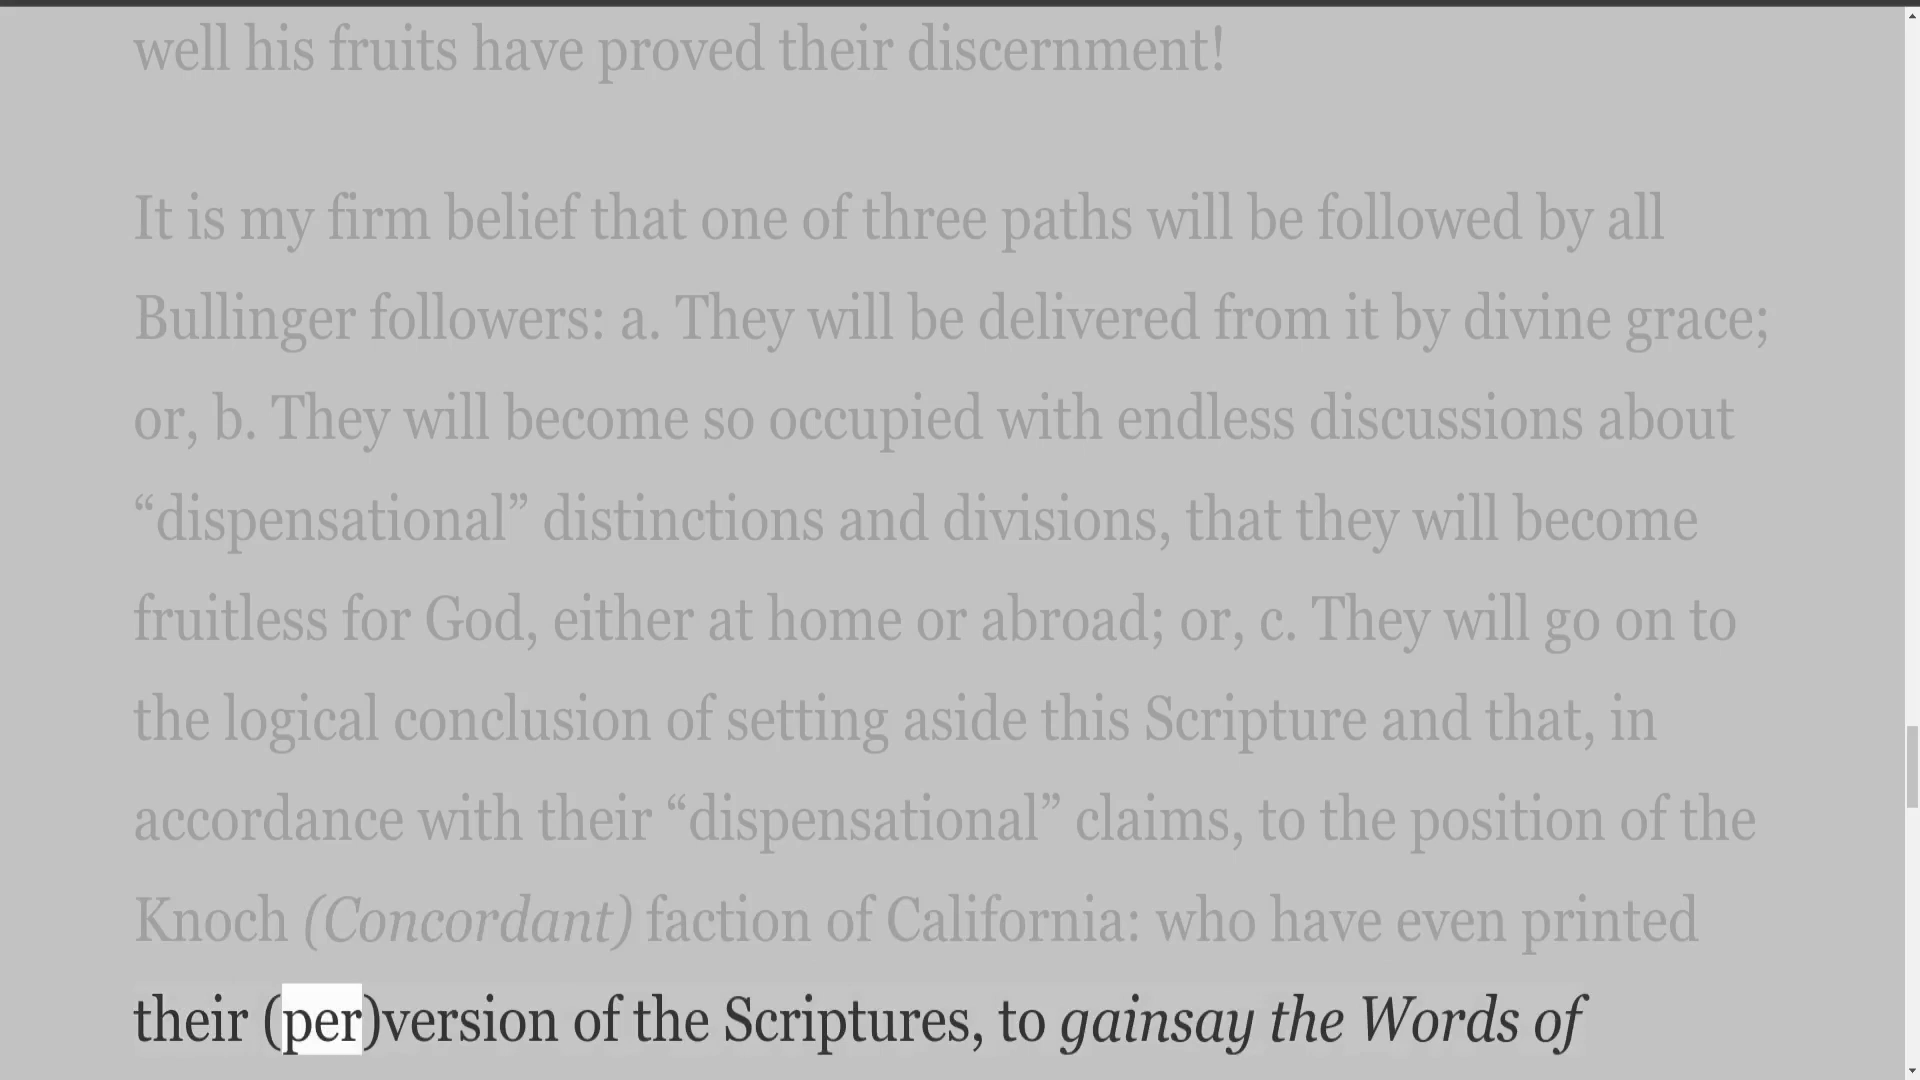 well his fruits have proved their discernment!
It is my firm belief that one of three paths will be followed by all
Bullinger followers: a. They will be delivered from it by divine grace;
or, b. They will become so occupied with endless discussions about
“dispensational” distinctions and divisions, that they will become
fruitless for God, either at home or abroad; or, c. They will go on to
the logical conclusion of setting aside this Scripture and that, in
accordance with their “dispensational” claims, to the position of the
Knoch (Concordant) faction of California: who have even printed
their (per)version of the Scriptures, to gainsay the Words of